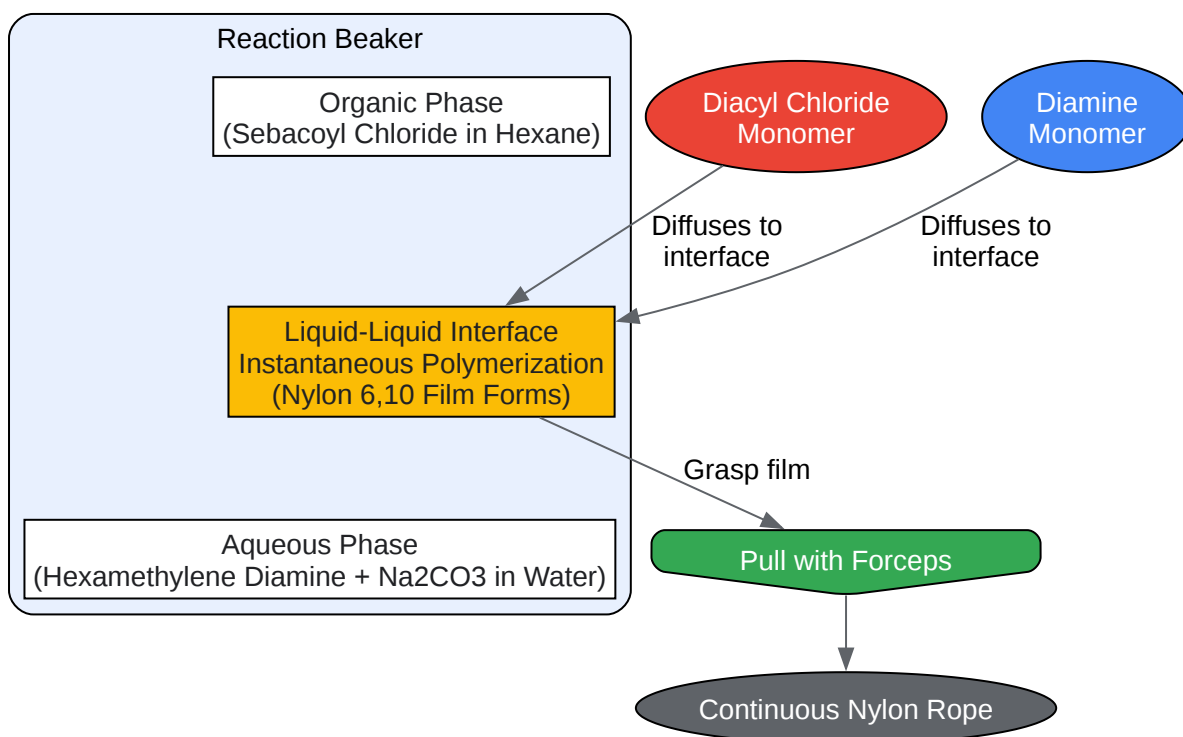 Reaction Beaker
Organic Phase
(Sebacoyl Chloride in Hexane)
Diacyl Chloride
Monomer
Diamine
Monomer
Diffuses to
interface
Diffuses to
interface
Liquid-Liquid Interface
Instantaneous Polymerization
(Nylon 6,10 Film Forms)
Grasp film
Aqueous Phase
(Hexamethylene Diamine + Na2CO3 in Water)
Pull with Forceps
Continuous Nylon Rope